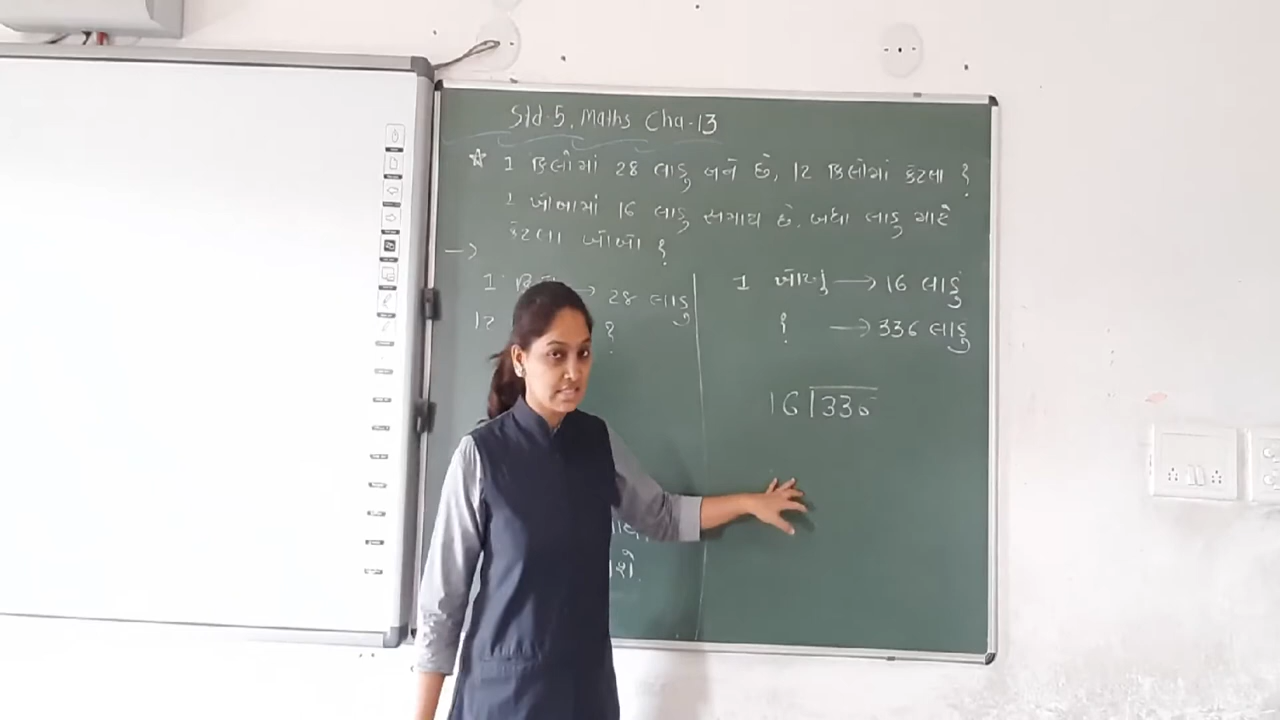 Std-5, Maths Cha-13
☆ 1 કિલોમાં 28 લાડુ બને છે, 12 કિલોમાં કેટલા ?
1 ખોખામાં 16 લાડુ સમાય છે. બધા લાડુ માટે
→ કેટલા ખોખા ?
1 → 28 લાડુ
12 ?
1 ખોખું → 16 લાડું
? → 336 લાડુ
16 336